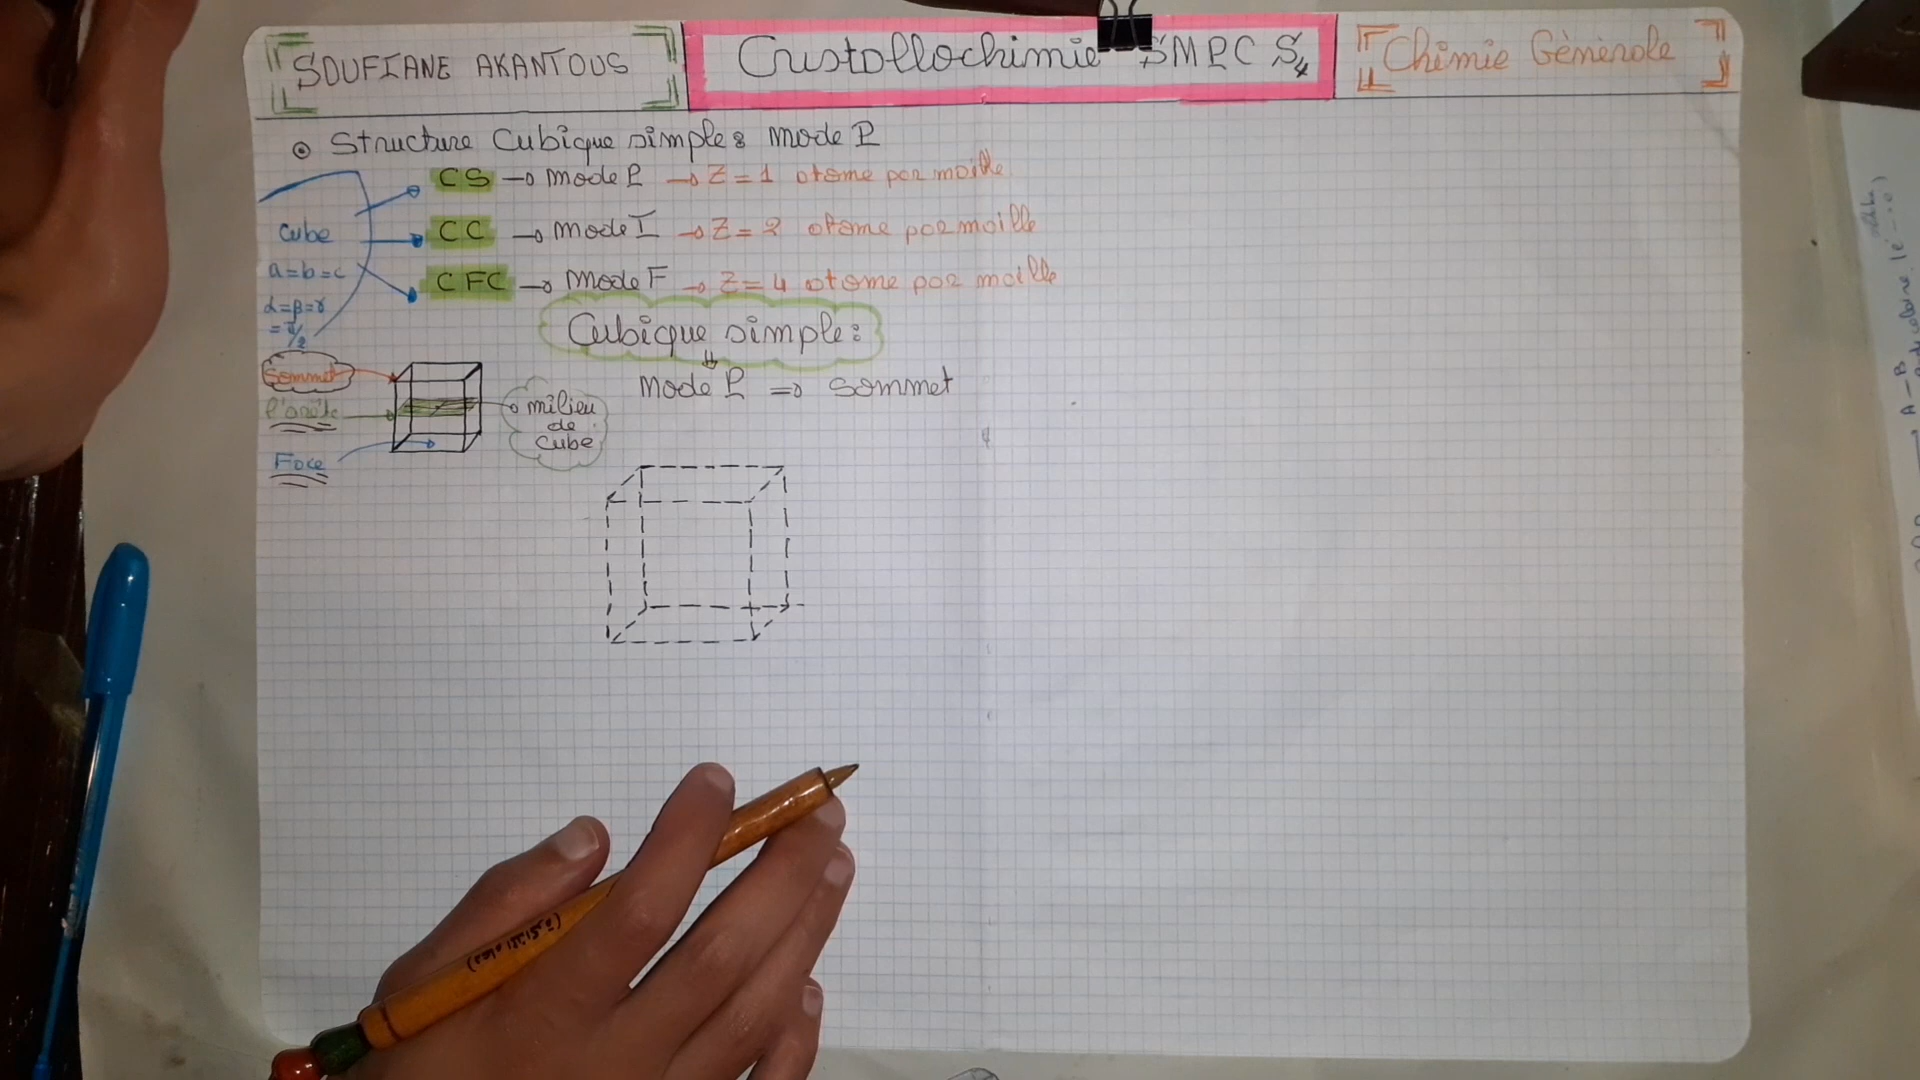 SOUFIANE AKANTOUS
Cristallochimie SMPC S4
Chimie Générale
Structure Cubique simple: mode P
CS → mode P → Z = 1 atome par maille
CC → mode I → Z = 2 atome par maille
CFC → mode F → Z = 4 atome par maille
cube
a=b=c
α=β=γ
=π/2
Cubique simple:
Mode P ⇒ sommet
sommet
l'arête
Face
milieu
de
cube
A-B